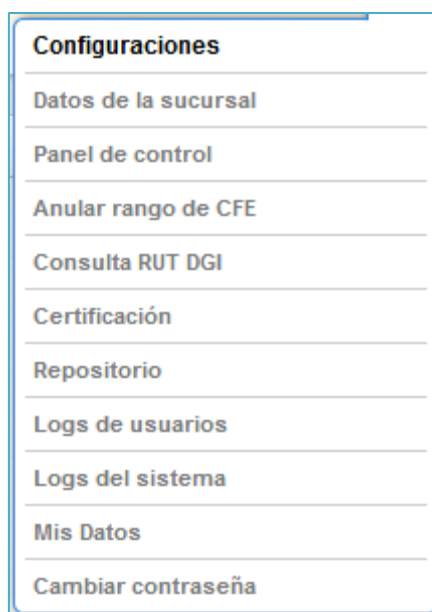 Configuraciones
Datos de la sucursal
Panel de control
Anular rango de CFE
Consulta RUT DGI
Certificación
Repositorio
Logs de usuarios
Logs del sistema
Mis Datos
Cambiar contraseña